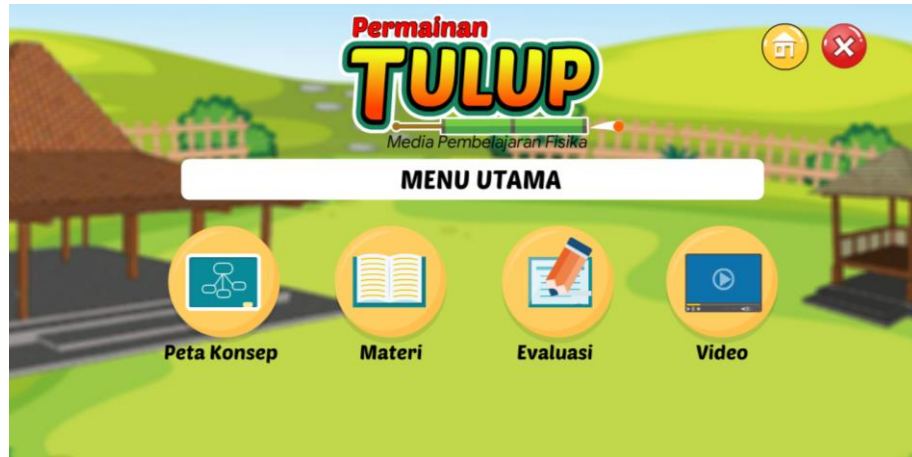 Permainan
TULUP
Media Pembelajaran Fisika
MENU UTAMA
Peta Konsep Materi Evaluasi Video